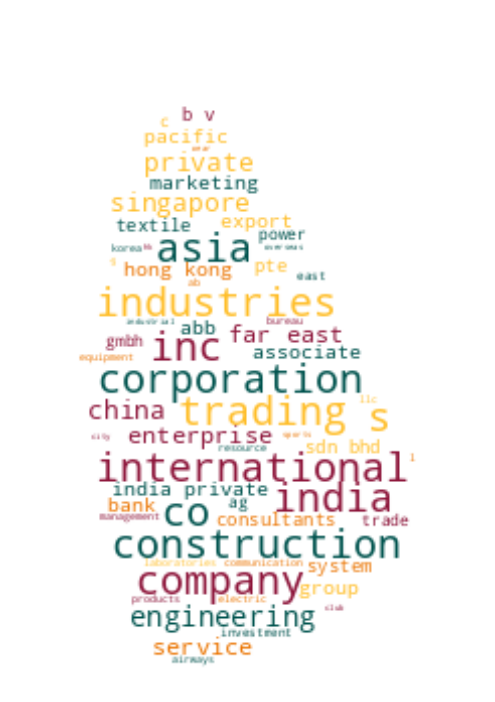 b v
c
pacific
wear
private
marketing
singapore
textile export
power
korea asia overseas
hong kong pte
east
ab
industries
industrial abb bureau
gmbh inc far east
equipment associate
corporation
china trading s llc
city enterprise sports
resource sdn bhd
international
india private india
bank co ag
management consultants trade
construction
laboratories communication system
company group
products electric club
engineering
investment
service
airways